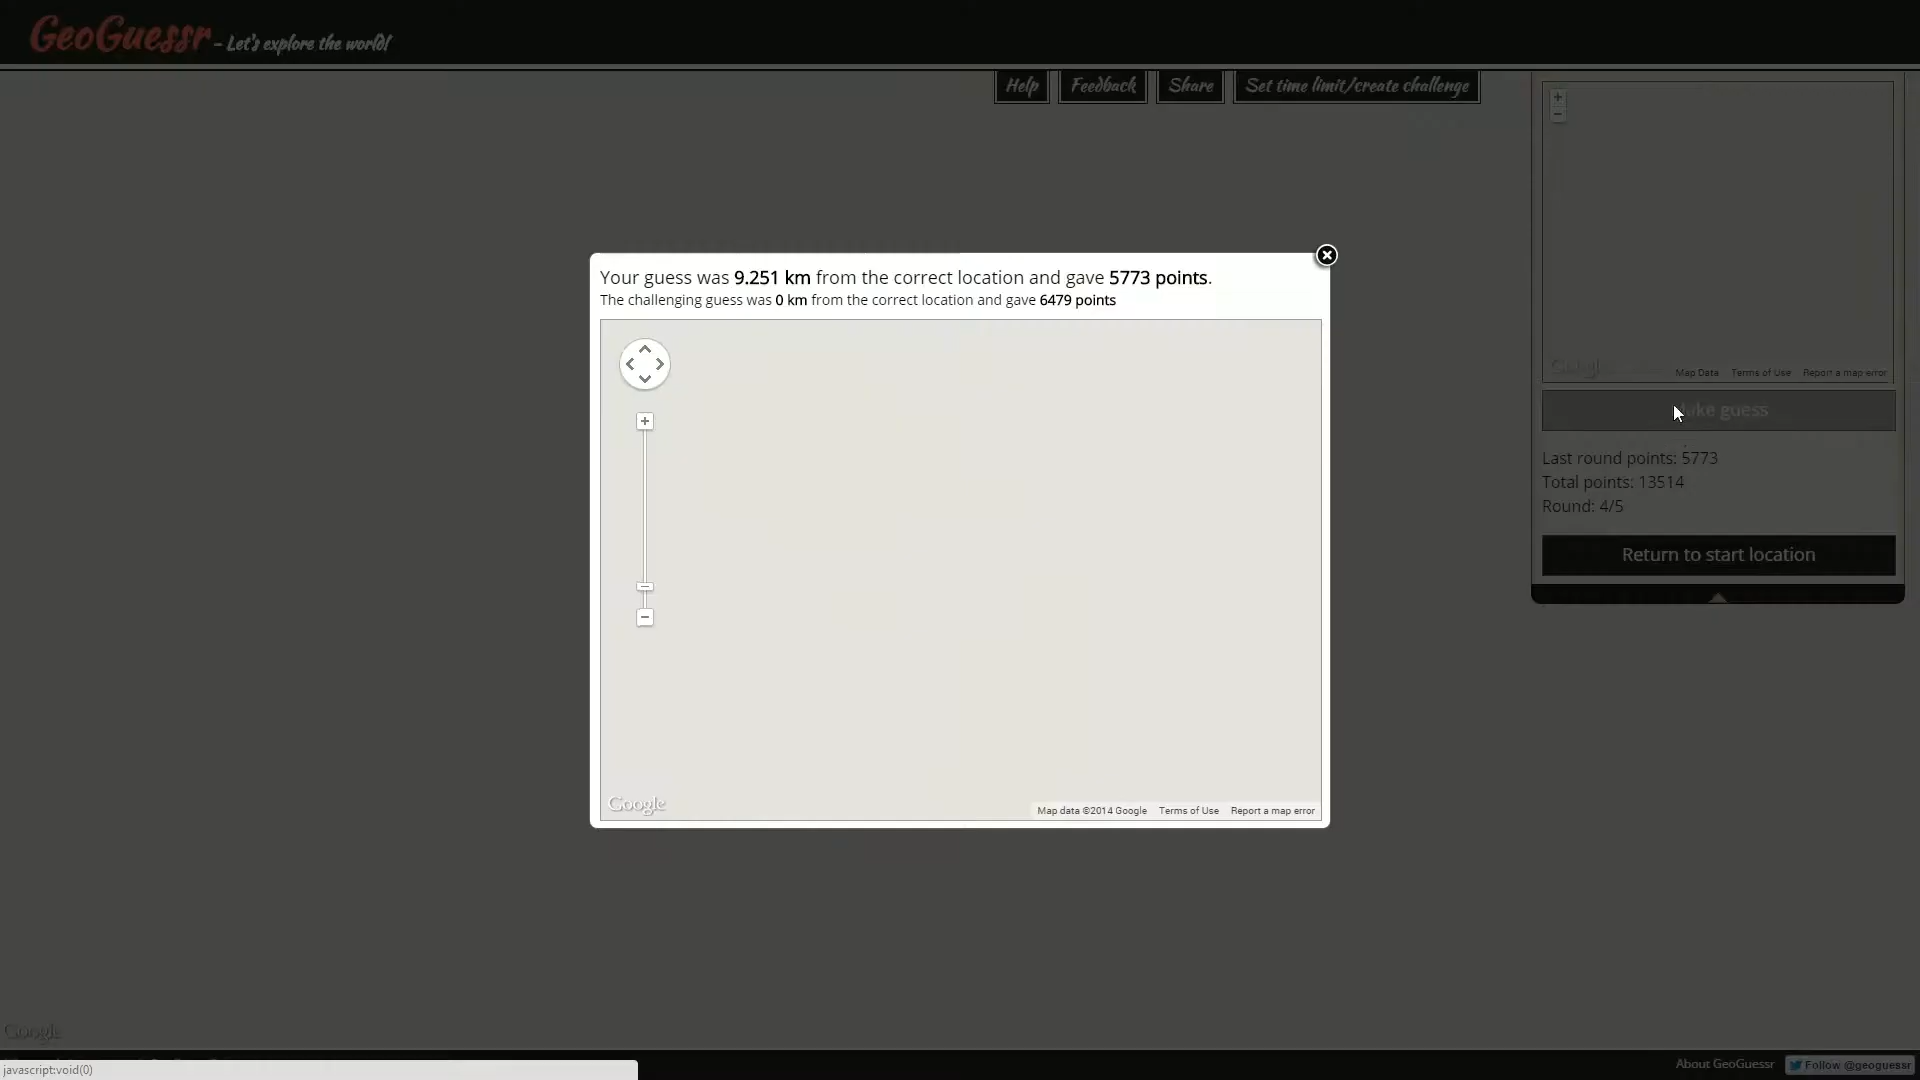 GeoGuessr - Let's explore the world!
Help
Feedback
Share
Set time limit/create challenge
+
−
Google
Map Data
Terms of Use
Report a map error
Your guess was 9.251 km from the correct location and gave 5773 points.
The challenging guess was 0 km from the correct location and gave 6479 points
+
−
Google
Map data ©2014 Google
Terms of Use
Report a map error
guess
Last round points: 5773
Total points: 13514
Round: 4/5
Return to start location
Google
javascript:void(0)
About GeoGuessr
Follow @geoguessr